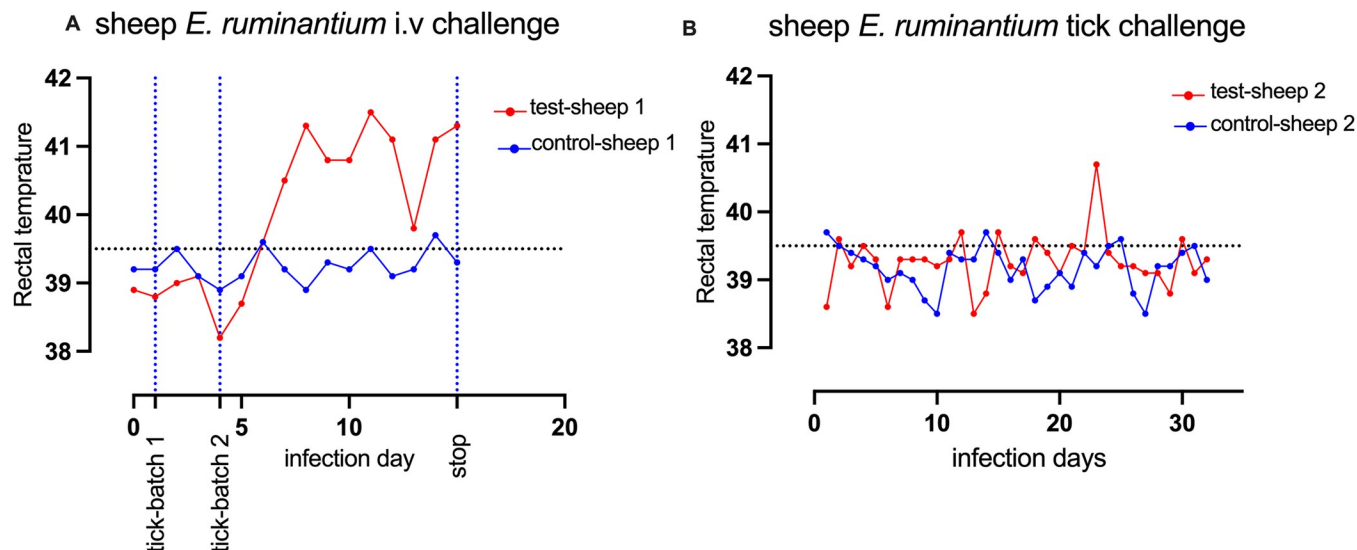 A sheep E. ruminantium i.v challenge
42
41
40
39
38
Rectal temprature
test-sheep 1
control-sheep 1
0
5
10
20
infection day
tick-batch 1
tick-batch 2
stop
B sheep E. ruminantium tick challenge
42
41
40
39
38
Rectal temprature
test-sheep 2
control-sheep 2
0
10
20
30
infection days